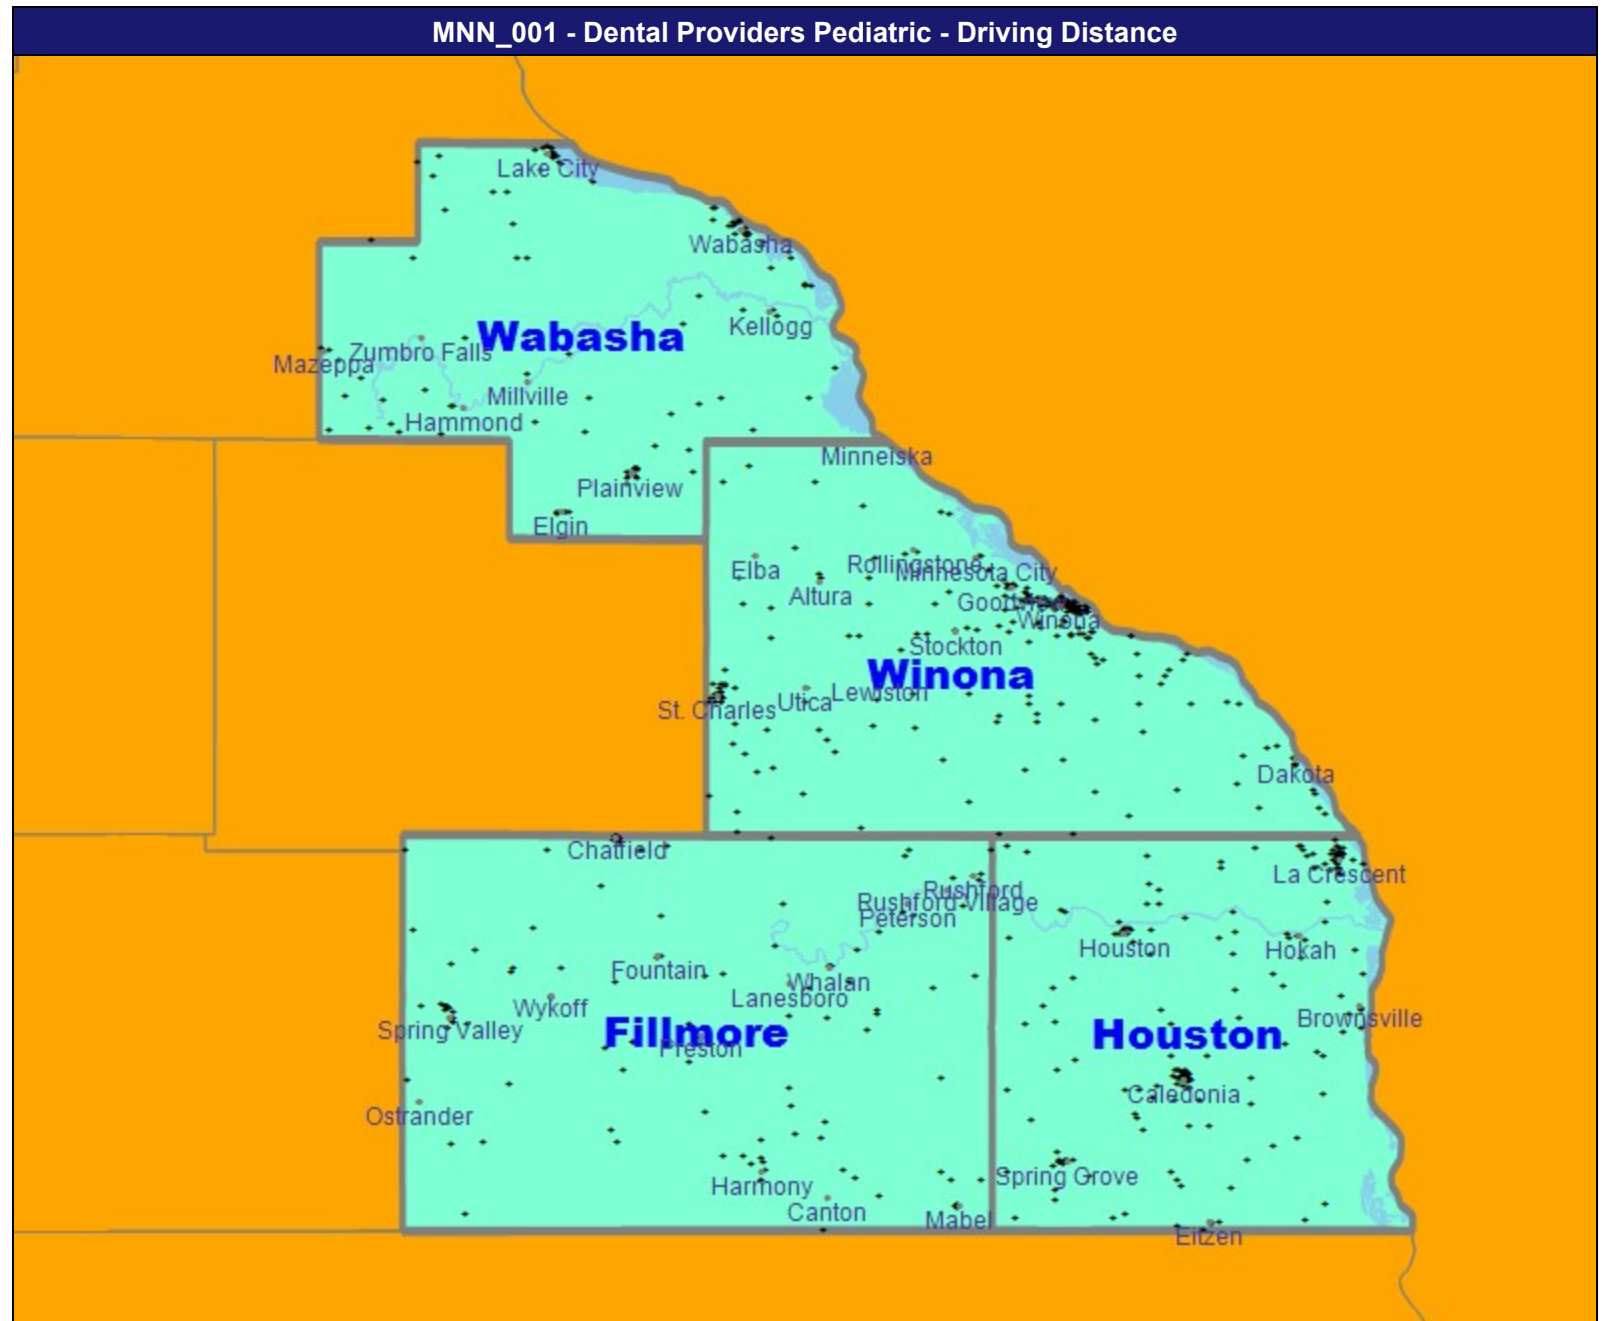 MNN_001 - Dental Providers Pediatric - Driving Distance
Lake City
Wabasha
Kellogg
Wabasha
Zumbro Falls
Mazeppa
Millville
Hammond
Minneiska
Plainview
Elgin
Rollingstone
Elba
Minnesota City
Altura
Goodview
Winona
Stockton
Winona
Lewiston
Utica
St. Charles
Dakota
Chatfield
La Crescent
Rushford
Rushford Village
Peterson
Houston
Hokah
Fountain
Whalan
Lanesboro
Wykoff
Brownsville
Spring Valley
Fillmore
Houston
Preston
Caledonia
Ostrander
Spring Grove
Harmony
Canton
Mabel
Eitzen